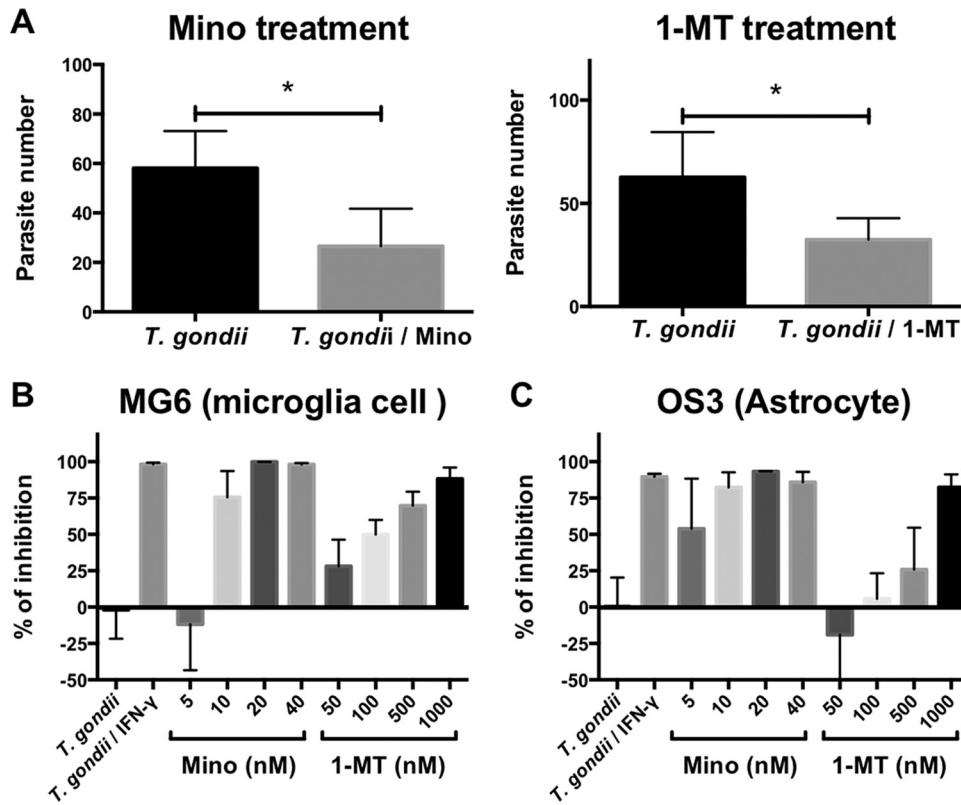 A
Mino treatment
Parasite number
100
80
60
40
20
0
*
T. gondii
T. gondii / Mino
1-MT treatment
Parasite number
100
50
0
*
T. gondii
T. gondii / 1-MT
B
MG6 (microglia cell )
% of inhibition
100
75
50
25
0
-25
-50
T. gondii
T. gondii / IFN-γ
5
10
20
40
50
100
500
1000
Mino (nM)
1-MT (nM)
C
OS3 (Astrocyte)
% of inhibition
100
75
50
25
0
-25
-50
T. gondii
T. gondii / IFN-γ
5
10
20
40
50
100
500
1000
Mino (nM)
1-MT (nM)